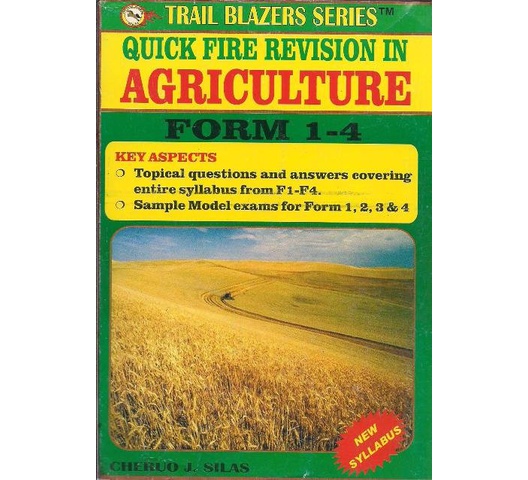 TRAIL BLAZERS SERIES™
QUICK FIRE REVISION IN
AGRICULTURE
FORM 1-4
KEY ASPECTS
❍ Topical questions and answers covering
entire syllabus from F1-F4.
❍ Sample Model exams for Form 1, 2, 3 & 4
NEW
SYLLABUS
CHERUO J. SILAS